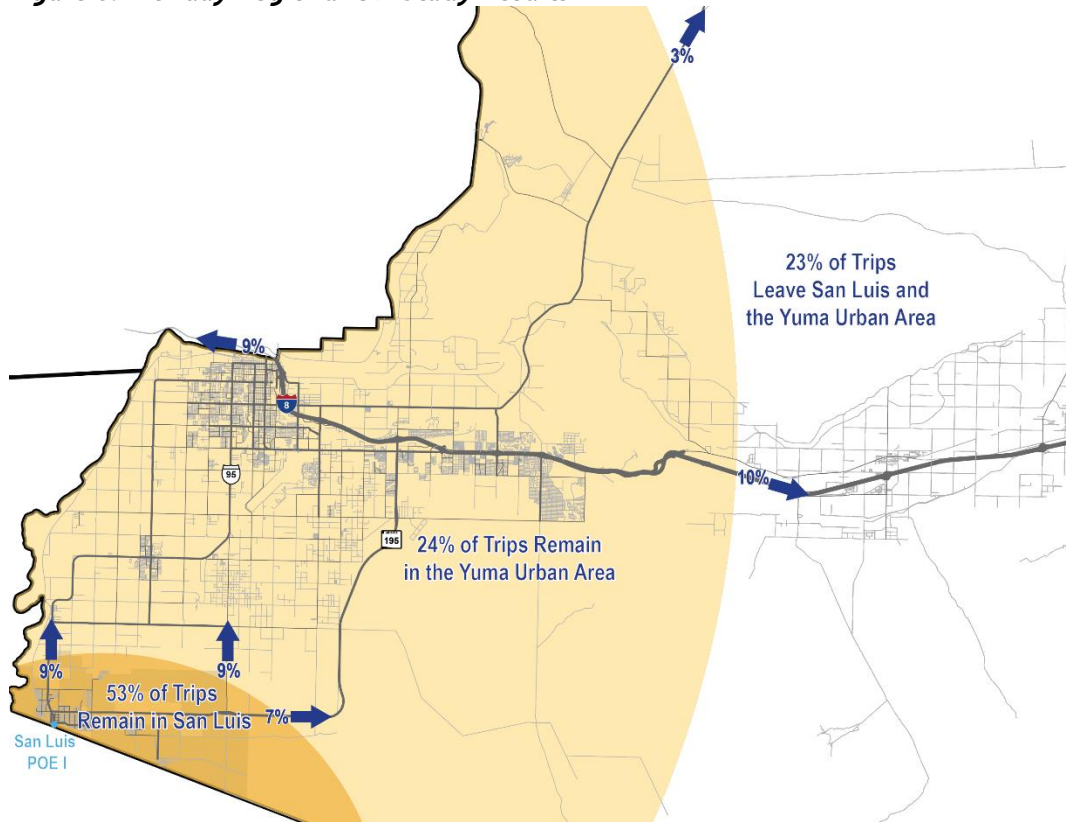 3%
23% of Trips
Leave San Luis and
the Yuma Urban Area
9%
8
95
10%
195
24% of Trips Remain
in the Yuma Urban Area
9%
9%
53% of Trips
Remain in San Luis
7%
San Luis
POE I